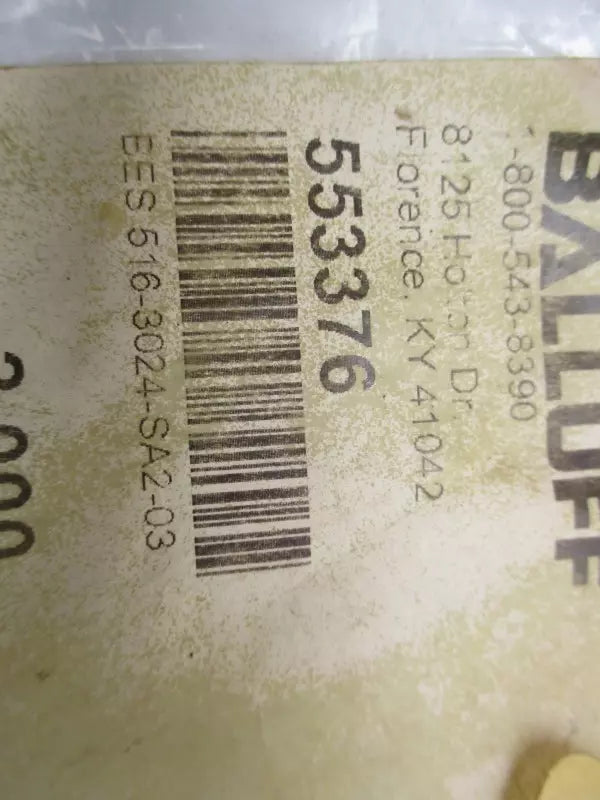 BALLUFF
1-800-543-8390
8125 Holton Dr.
Florence, KY 41042
553376
BES 516-3024-SA2-03